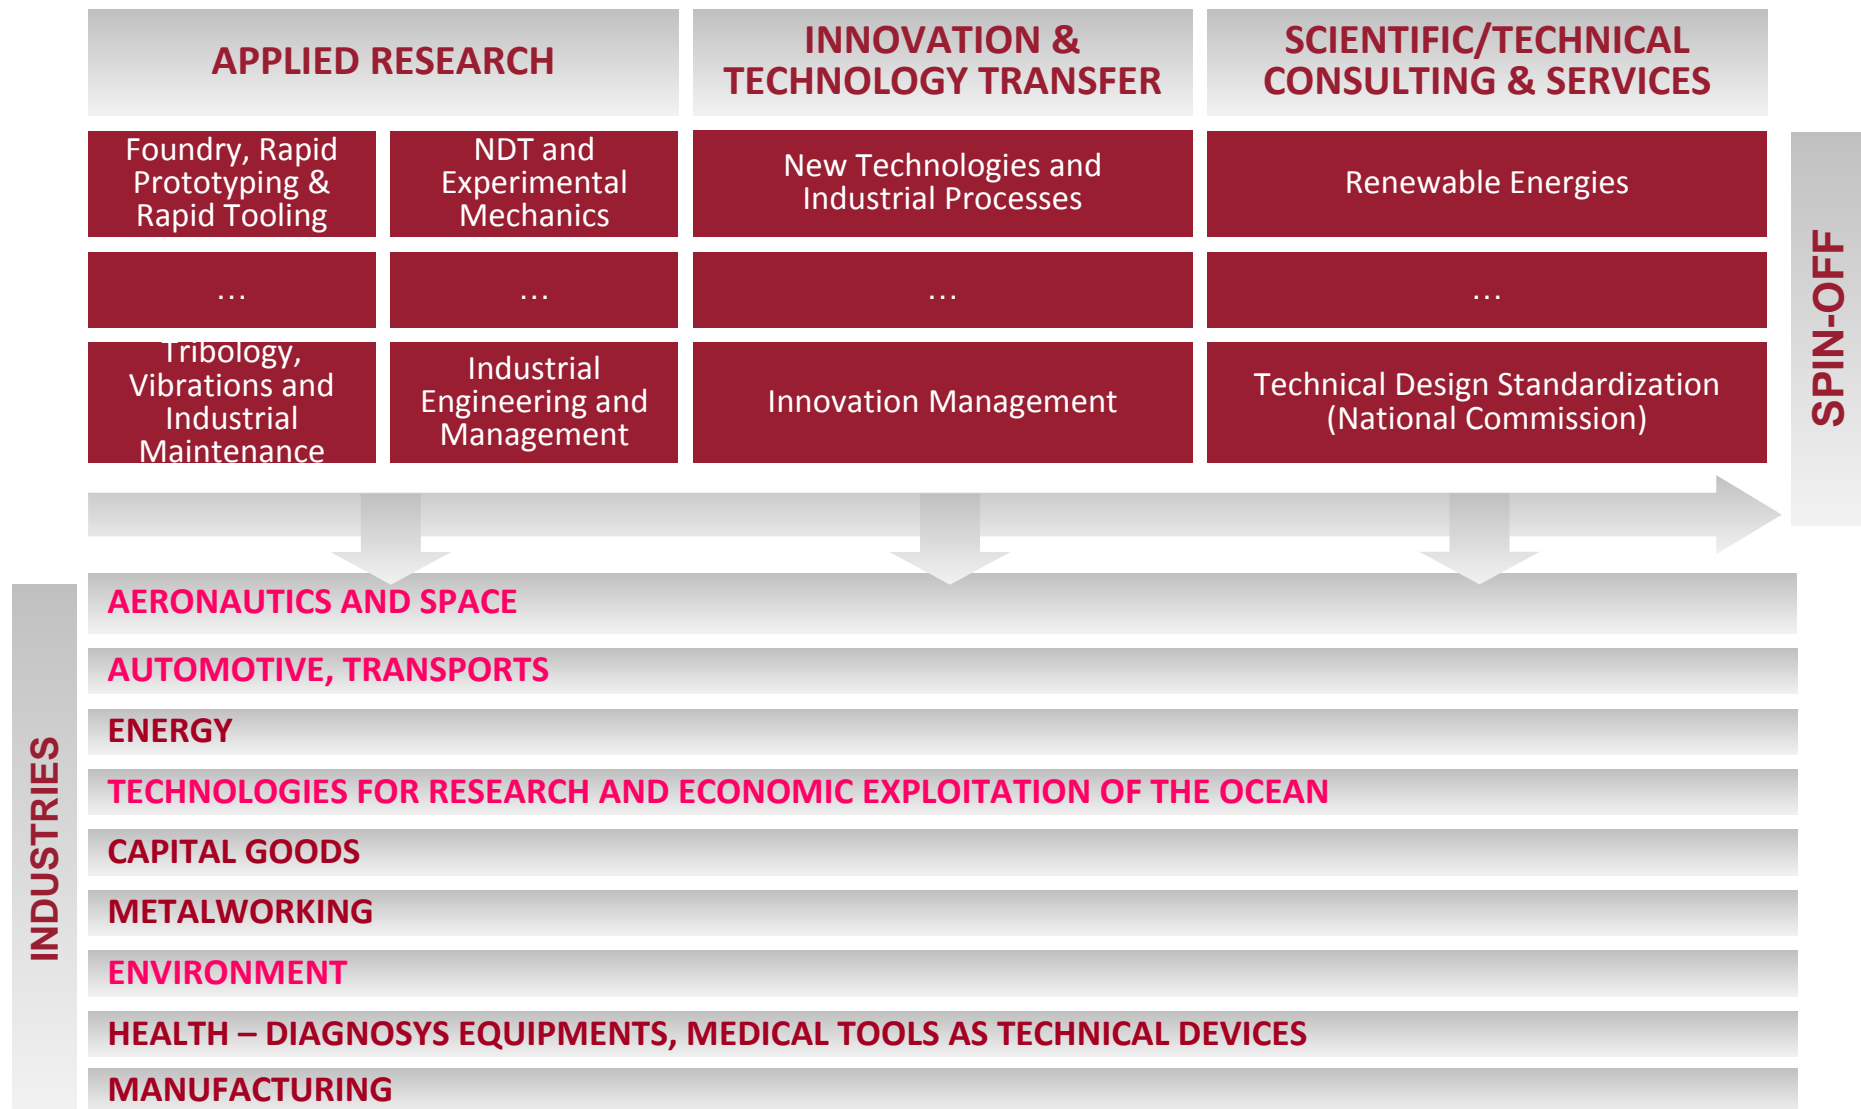 APPLIED RESEARCH
INNOVATION &
TECHNOLOGY TRANSFER
SCIENTIFIC/TECHNICAL
CONSULTING & SERVICES
Foundry, Rapid
Prototyping &
Rapid Tooling
NDT and
Experimental
Mechanics
New Technologies and
Industrial Processes
Renewable Energies
…
…
…
…
Tribology,
Vibrations and
Industrial
Maintenance
Industrial
Engineering and
Management
Innovation Management
Technical Design Standardization
(National Commission)
SPIN-OFF
INDUSTRIES
AERONAUTICS AND SPACE
AUTOMOTIVE, TRANSPORTS
ENERGY
TECHNOLOGIES FOR RESEARCH AND ECONOMIC EXPLOITATION OF THE OCEAN
CAPITAL GOODS
METALWORKING
ENVIRONMENT
HEALTH – DIAGNOSYS EQUIPMENTS, MEDICAL TOOLS AS TECHNICAL DEVICES
MANUFACTURING